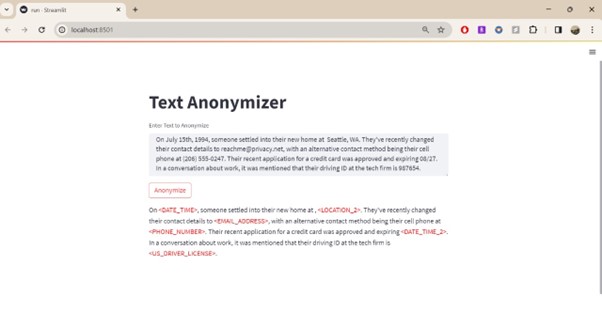 run · Streamlit
localhost:8501
Text Anonymizer
Enter Text to Anonymize
On July 15th, 1994, someone settled into their new home at Seattle, WA. They've recently changed
their contact details to reachme@privacy.net, with an alternative contact method being their cell
phone at (206) 555-0247. Their recent application for a credit card was approved and expiring 06/27.
In a conversation about work, it was mentioned that their driving ID at the tech firm is 987654.
Anonymize
On <DATE_TIME>, someone settled into their new home at , <LOCATION_2>. They've recently changed
their contact details to <EMAIL_ADDRESS>, with an alternative contact method being their cell phone at
<PHONE_NUMBER>. Their recent application for a credit card was approved and expiring <DATE_TIME_2>.
In a conversation about work, it was mentioned that their driving ID at the tech firm is
<US_DRIVER_LICENSE>.